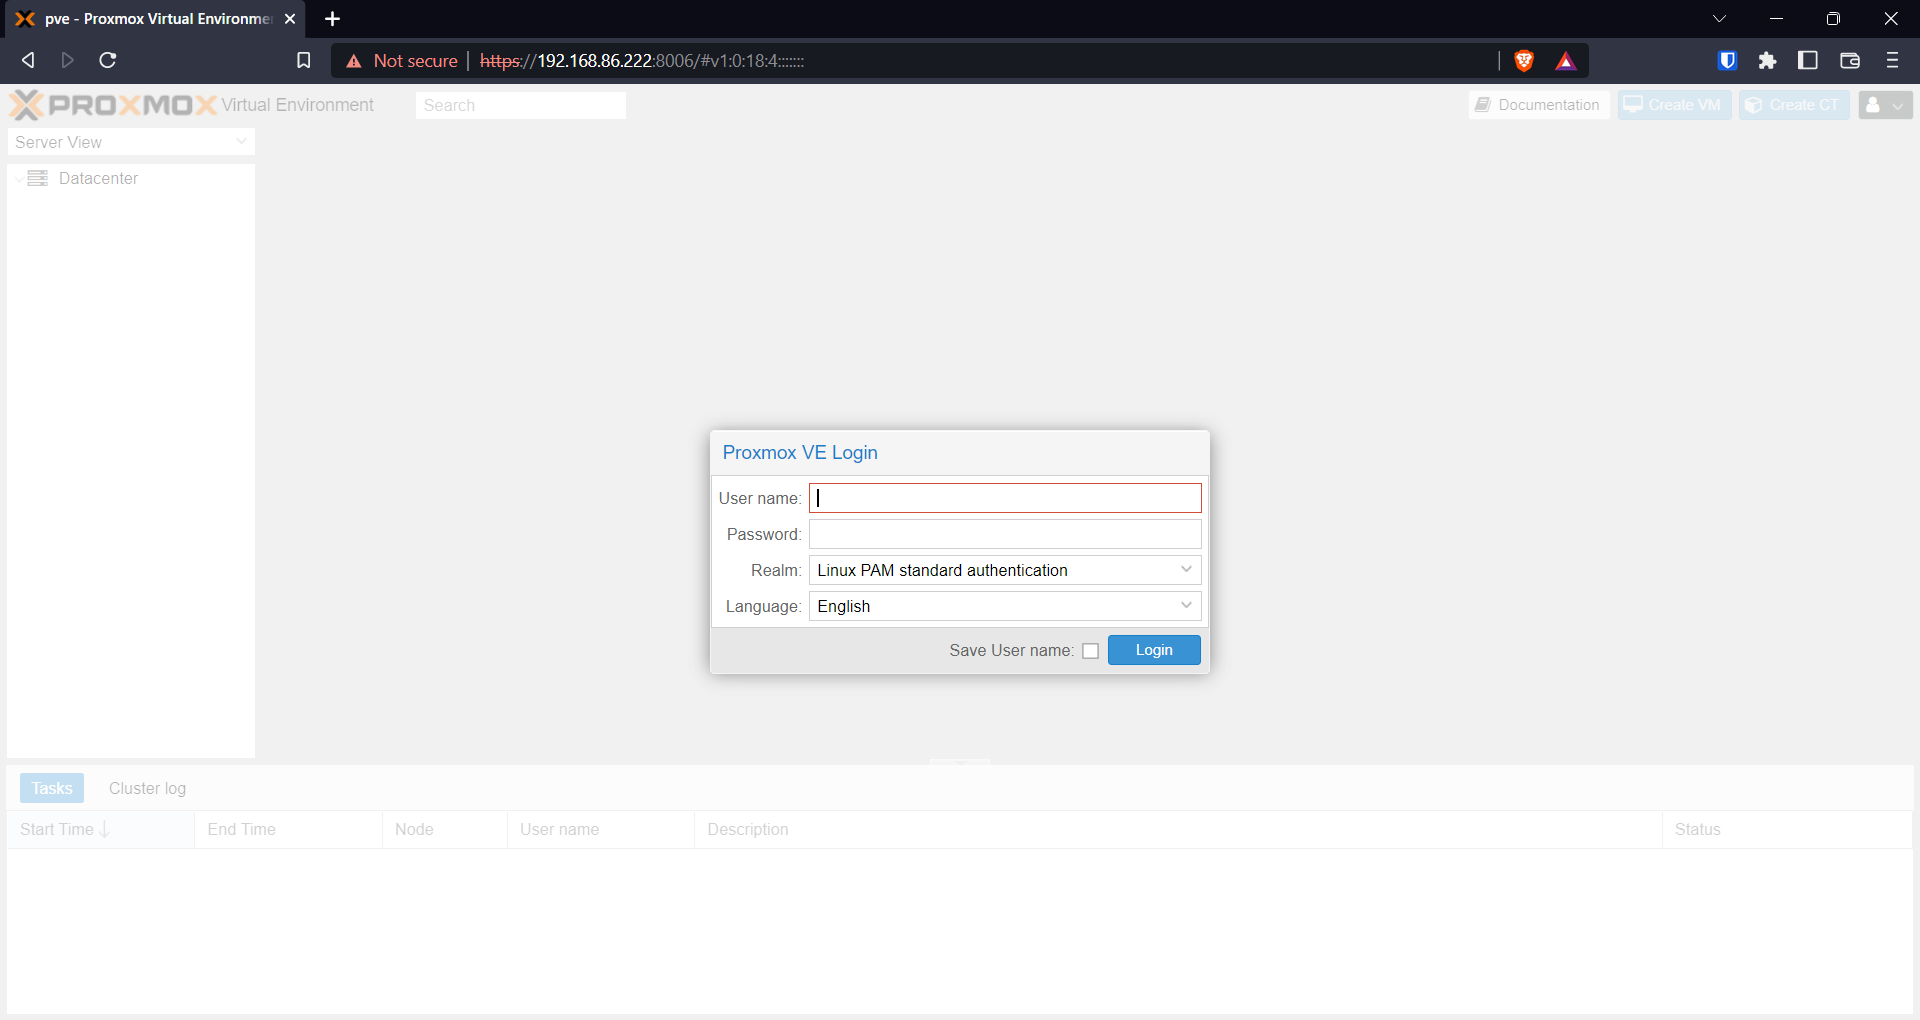 pve - Proxmox Virtual Environme
Not secure
https://192.168.86.222:8006/#v1:0:18:4:::::::
PROXMOX Virtual Environment
Search
Documentation
Create VM
Create CT
Server View
Datacenter
Proxmox VE Login
User name:
Password:
Realm: Linux PAM standard authentication
Language: English
Save User name:
Login
Tasks
Cluster log
Start Time
End Time
Node
User name
Description
Status